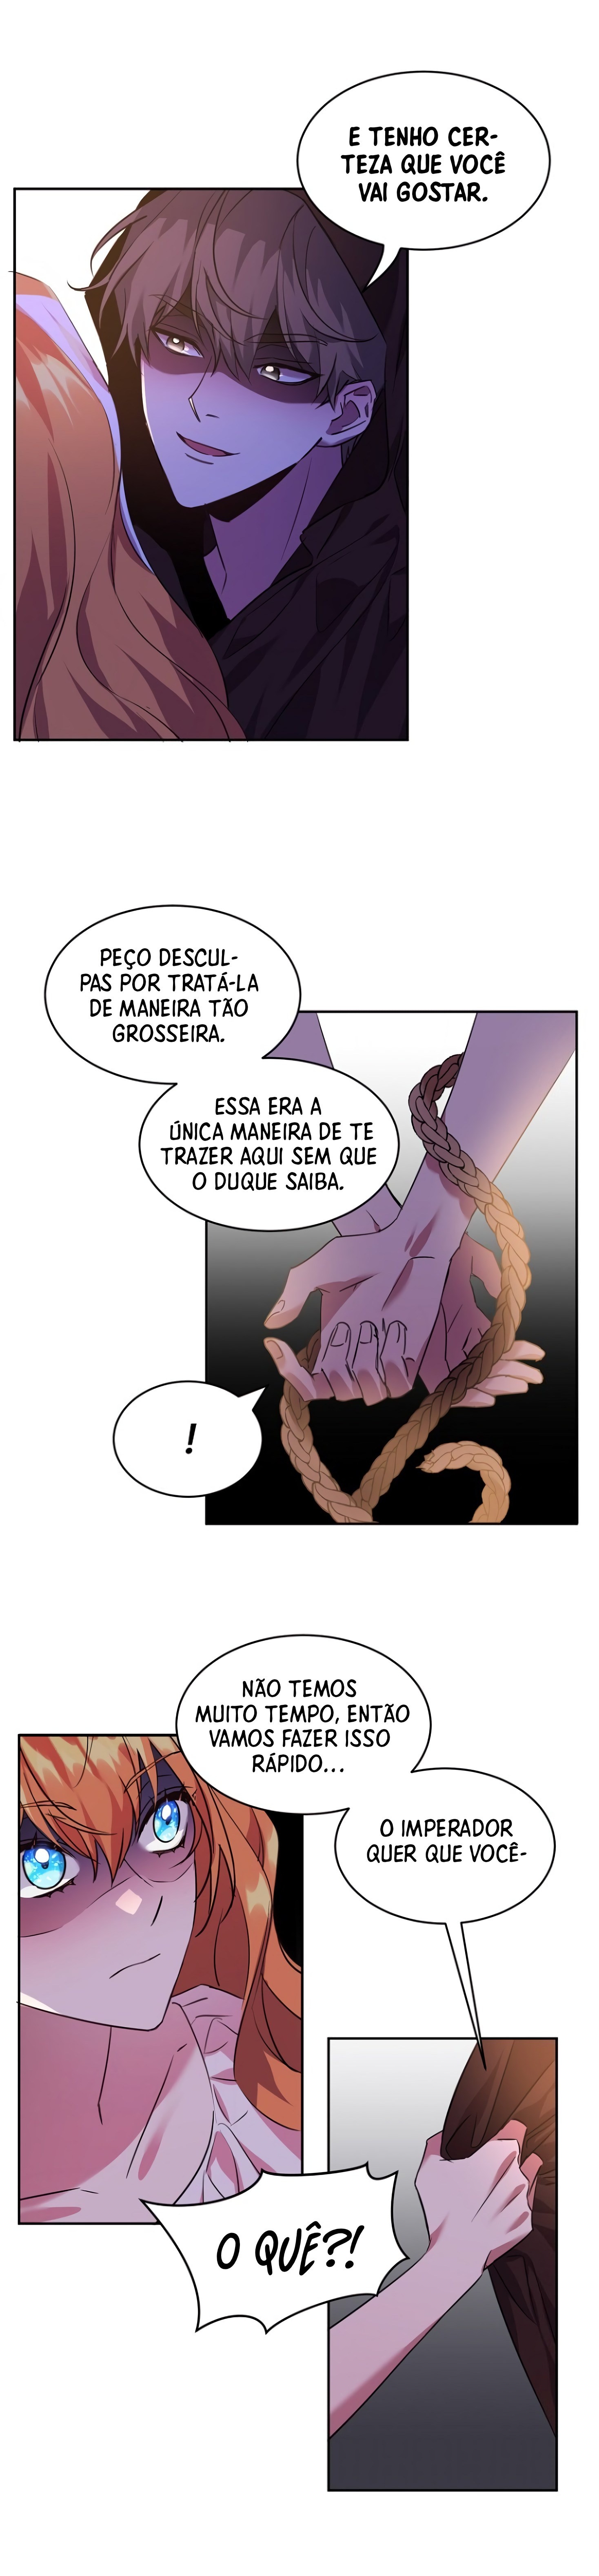 E TENHO CER-
TEZA QUE VOCÊ
VAI GOSTAR.
PEÇO DESCUL-
PAS POR TRATÁ-LA
DE MANEIRA TÃO
GROSSEIRA.
ESSA ERA A
ÚNICA MANEIRA DE TE
TRAZER AQUI SEM QUE
O DUQUE SAIBA.
!
NÃO TEMOS
MUITO TEMPO, ENTÃO
VAMOS FAZER ISSO
RÁPIDO...
O IMPERADOR
QUER QUE VOCÊ-
O QUÊ?!